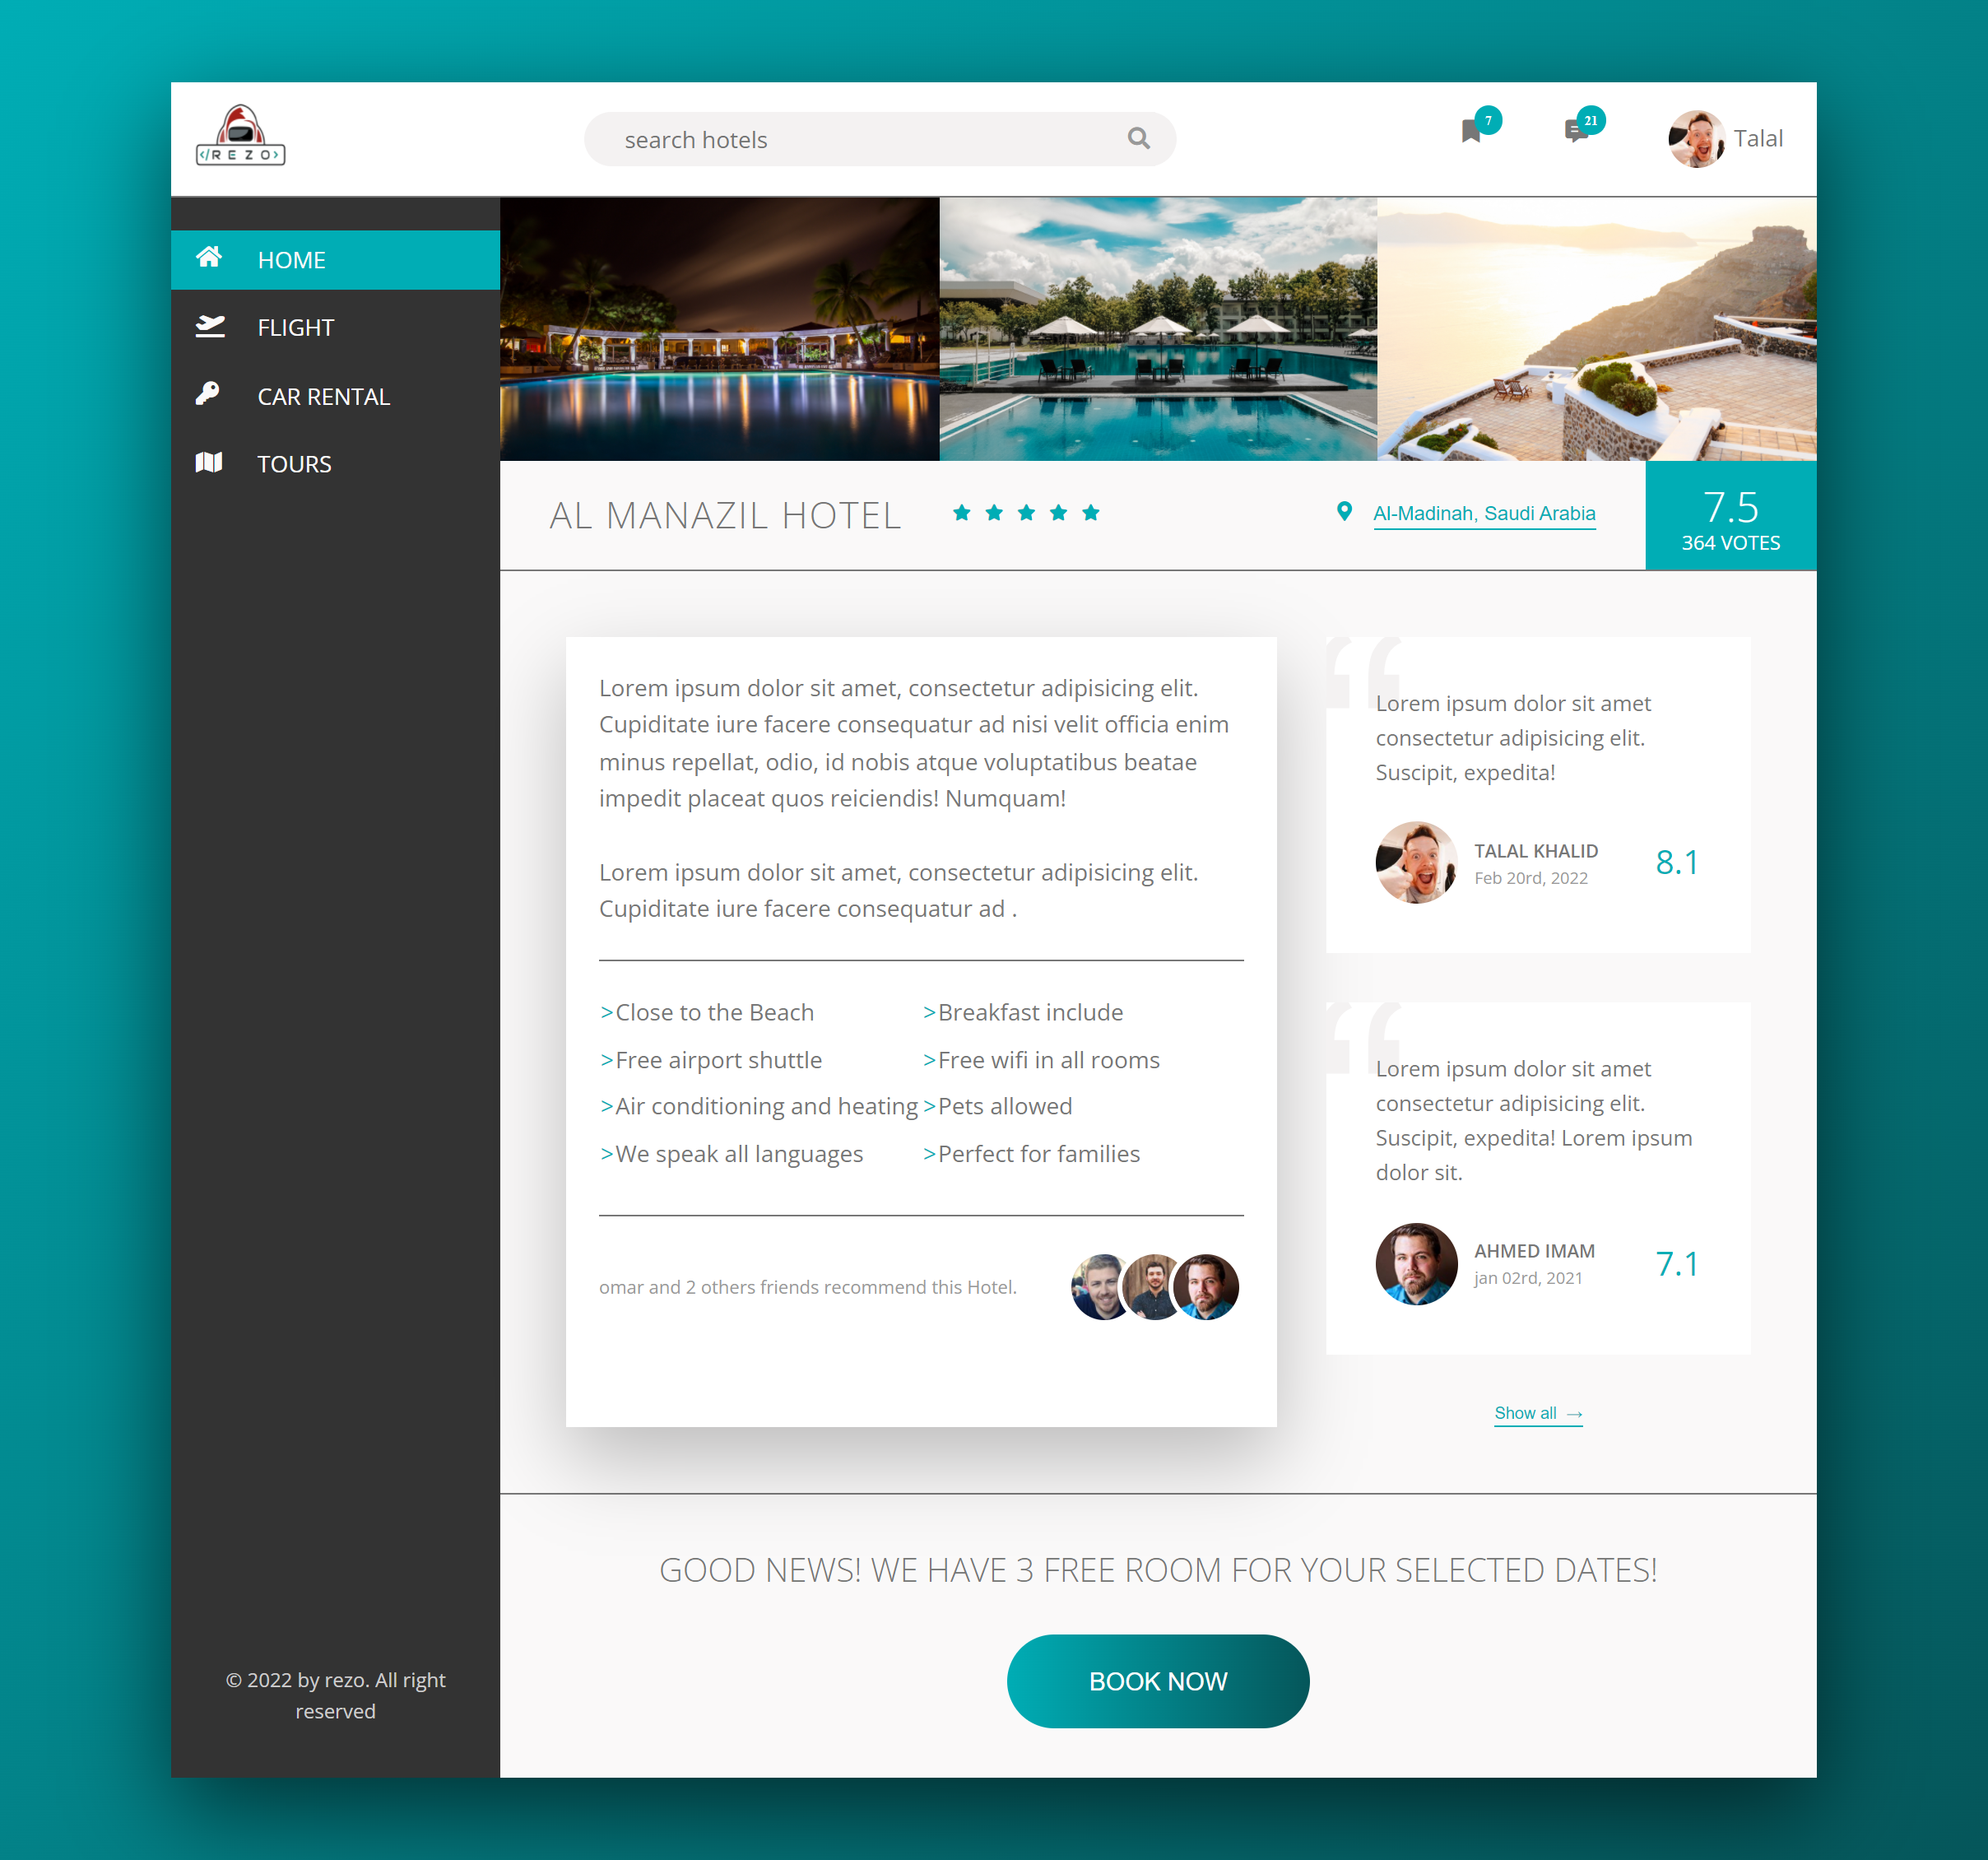 </REZO>
search hotels
7
21
Talal
HOME
FLIGHT
CAR RENTAL
TOURS
AL MANAZIL HOTEL
Al-Madinah, Saudi Arabia
7.5
364 VOTES
Lorem ipsum dolor sit amet, consectetur adipisicing elit.
Cupiditate iure facere consequatur ad nisi velit officia enim
minus repellat, odio, id nobis atque voluptatibus beatae
impedit placeat quos reiciendis! Numquam!
Lorem ipsum dolor sit amet, consectetur adipisicing elit.
Cupiditate iure facere consequatur ad .
>Close to the Beach
>Breakfast include
>Free airport shuttle
>Free wifi in all rooms
>Air conditioning and heating
>Pets allowed
>We speak all languages
>Perfect for families
omar and 2 others friends recommend this Hotel.
“
Lorem ipsum dolor sit amet
consectetur adipisicing elit.
Suscipit, expedita!
TALAL KHALID
Feb 20rd, 2022
8.1
“
Lorem ipsum dolor sit amet
consectetur adipisicing elit.
Suscipit, expedita! Lorem ipsum
dolor sit.
AHMED IMAM
jan 02rd, 2021
7.1
Show all →
GOOD NEWS! WE HAVE 3 FREE ROOM FOR YOUR SELECTED DATES!
BOOK NOW
© 2022 by rezo. All right
reserved